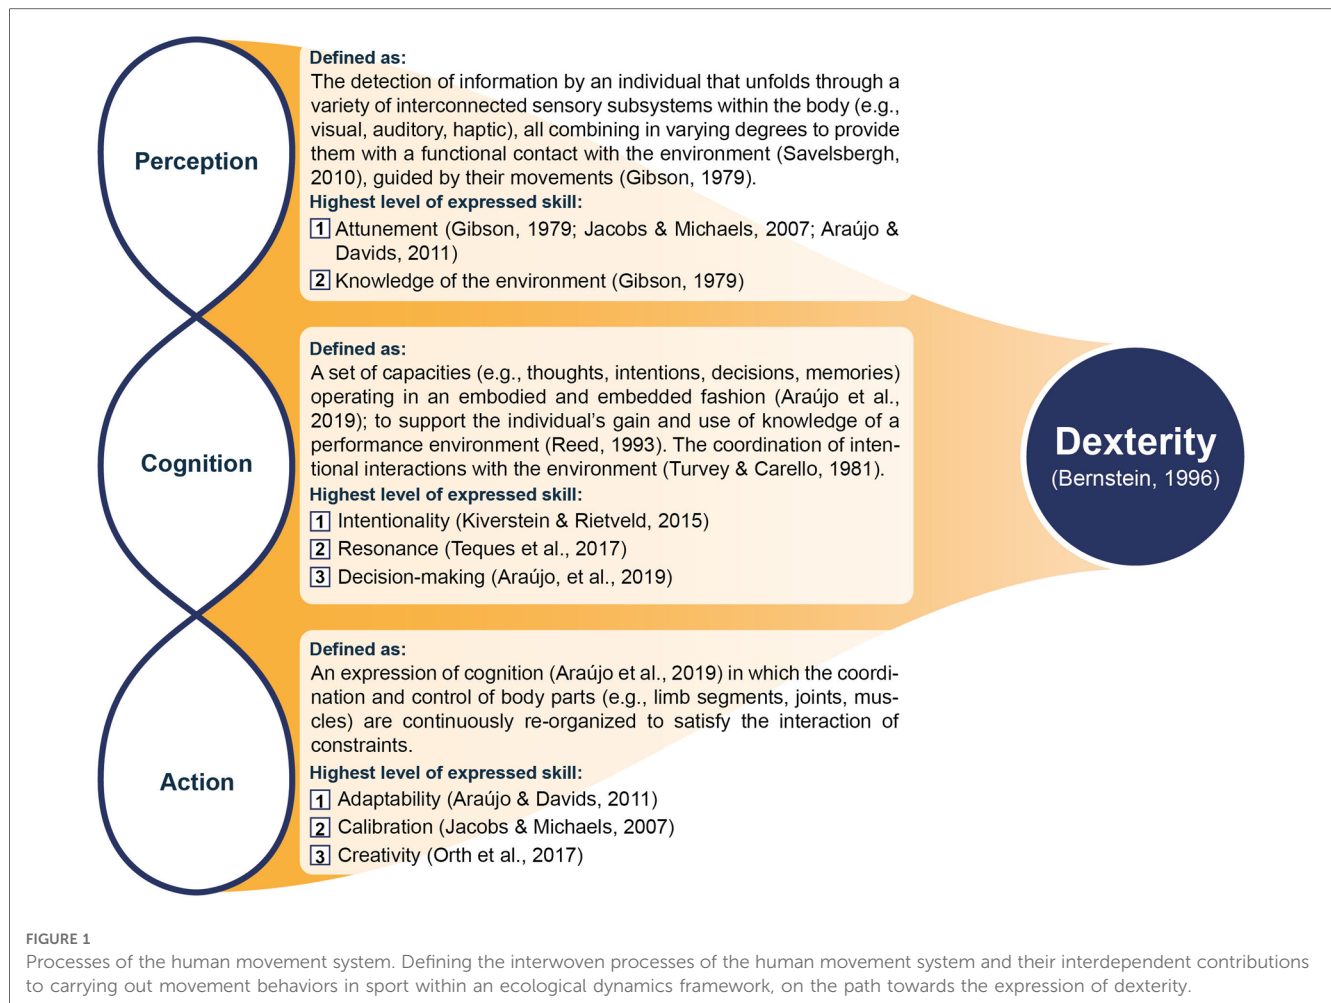 Perception
Defined as:
The detection of information by an individual that unfolds through a
variety of interconnected sensory subsystems within the body (e.g.,
visual, auditory, haptic), all combining in varying degrees to provide
them with a functional contact with the environment (Savelsbergh,
2010), guided by their movements (Gibson, 1979).
Highest level of expressed skill:
1 Attunement (Gibson, 1979; Jacobs & Michaels, 2007; Araújo &
Davids, 2011)
2 Knowledge of the environment (Gibson, 1979)
Cognition
Defined as:
A set of capacities (e.g., thoughts, intentions, decisions, memories)
operating in an embodied and embedded fashion (Araújo et al.,
2019); to support the individual's gain and use of knowledge of a
performance environment (Reed, 1993). The coordination of inten-
tional interactions with the environment (Turvey & Carello, 1981).
Highest level of expressed skill:
1 Intentionality (Kiverstein & Rietveld, 2015)
2 Resonance (Teques et al., 2017)
3 Decision-making (Araújo, et al., 2019)
Action
Defined as:
An expression of cognition (Araújo et al., 2019) in which the coordi-
nation and control of body parts (e.g., limb segments, joints, mus-
cles) are continuously re-organized to satisfy the interaction of
constraints.
Highest level of expressed skill:
1 Adaptability (Araújo & Davids, 2011)
2 Calibration (Jacobs & Michaels, 2007)
3 Creativity (Orth et al., 2017)
Dexterity
(Bernstein, 1996)
FIGURE 1
Processes of the human movement system. Defining the interwoven processes of the human movement system and their interdependent contributions
to carrying out movement behaviors in sport within an ecological dynamics framework, on the path towards the expression of dexterity.